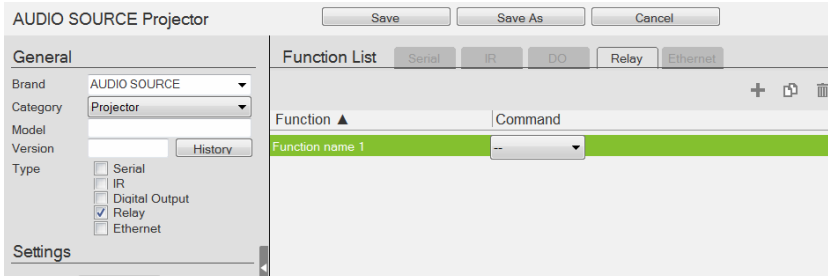 AUDIO SOURCE Projector
Save
Save As
Cancel
General
Brand
AUDIO SOURCE
Category
Projector
Model
Version
History
Type
Serial
IR
Digital Output
Relay
Ethernet
Settings
Function List
Serial
IR
DO
Relay
Ethernet
Function ▲
Command
Function name 1
--